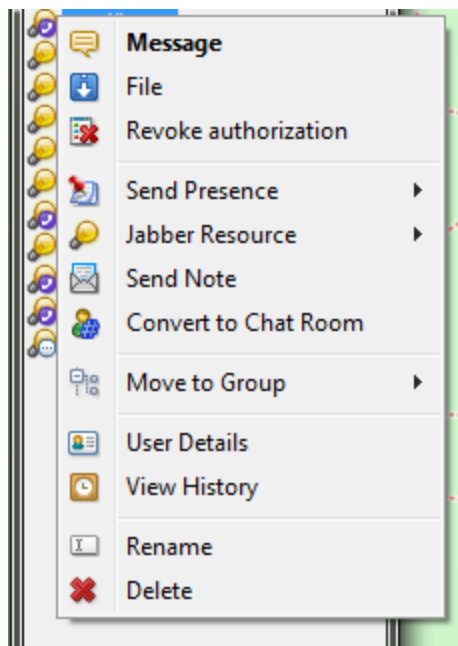 Message
File
Revoke authorization
Send Presence
Jabber Resource
Send Note
Convert to Chat Room
Move to Group
User Details
View History
Rename
Delete